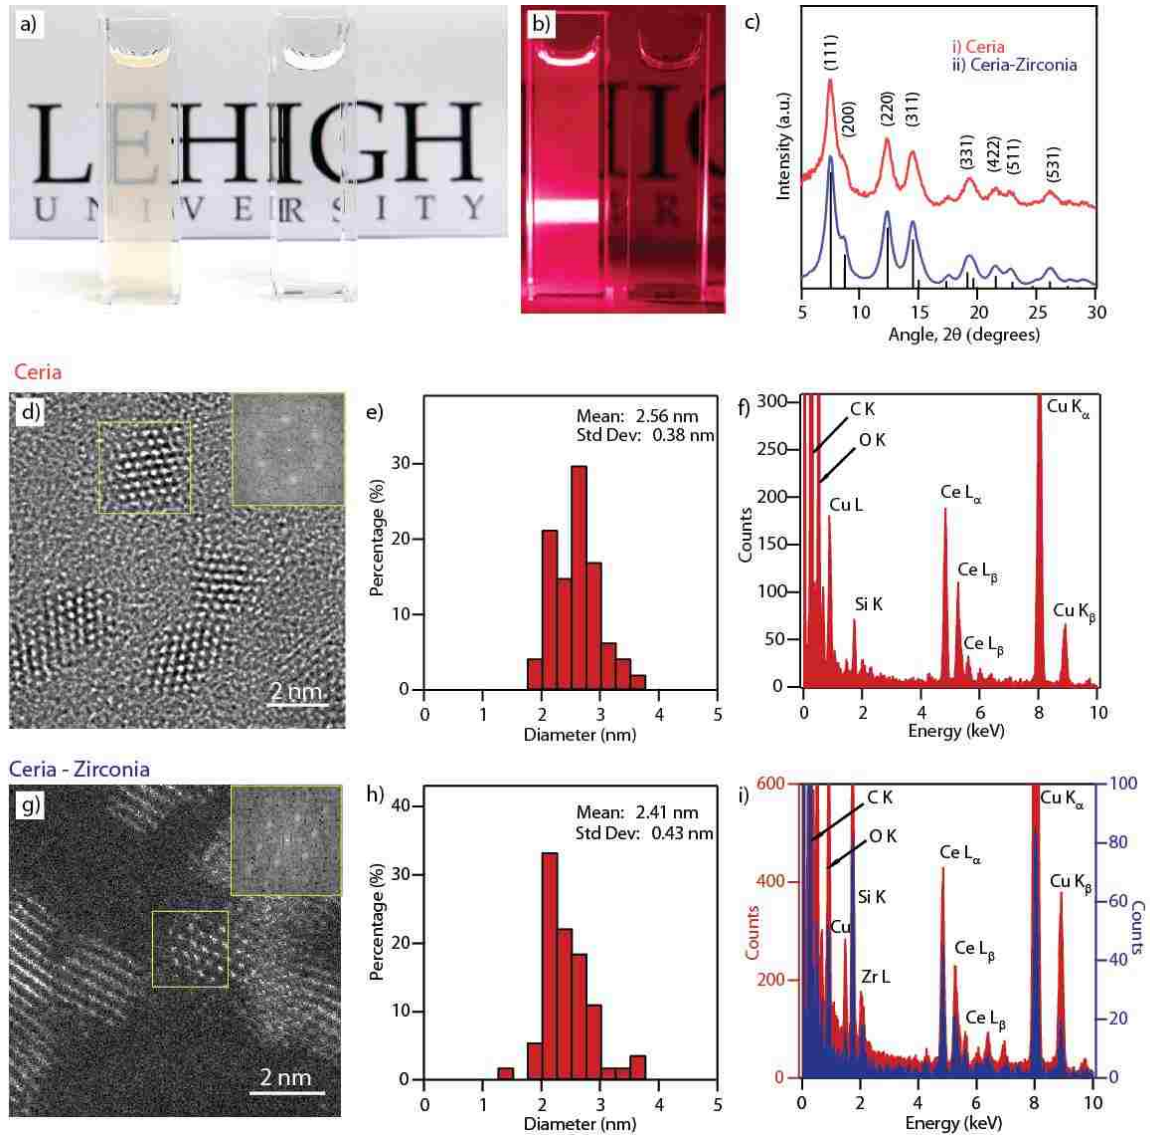 a)
LEHIGH
UNIVERSITY
b)
c)
i) Ceria
ii) Ceria-Zirconia
(111)
(200)
(220)
(311)
(331)
(422)
(511)
(531)
Intensity (a.u.)
5 10 15 20 25 30
Angle, 2θ (degrees)
Ceria
d)
2 nm
e)
Mean: 2.56 nm
Std Dev: 0.38 nm
Percentage (%)
30
20
10
0
0 1 2 3 4 5
Diameter (nm)
f)
300
250
200
150
100
50
0
Counts
C K
O K
Cu L
Si K
Ce Lα
Ce Lβ
Ce Lβ
Cu Kα
Cu Kβ
0 2 4 6 8 10
Energy (keV)
Ceria - Zirconia
g)
2 nm
h)
Mean: 2.41 nm
Std Dev: 0.43 nm
Percentage (%)
40
30
20
10
0
0 1 2 3 4 5
Diameter (nm)
i)
600
400
200
0
Counts
C K
O K
Si K
Cu
Zr L
Ce Lα
Ce Lβ
Ce Lβ
Cu Kα
Cu Kβ
100
80
60
40
20
0
Counts
0 2 4 6 8 10
Energy (keV)